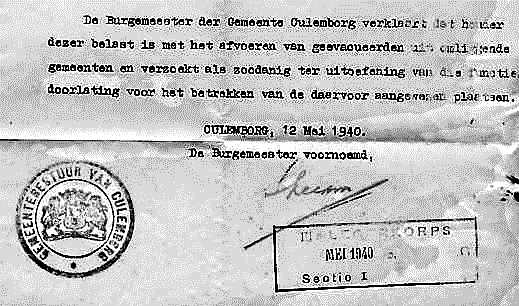 De Burgemeester der Gemeente Culemborg verklaart dat houder
dezer belast is met het afvoeren van geevacueerden uit omliggende
gemeenten en verzoekt als zoodanig ter uitoefening van die functie
doorlating voor het betrekken van de daarvoor aangewezen plaatsen.
CULEMBORG, 12 Mei 1940.
De Burgemeester voornoemd,
GEMEENTEBESTUUR VAN CULEMBORG
KORPS
MEI 1940
Sectie I